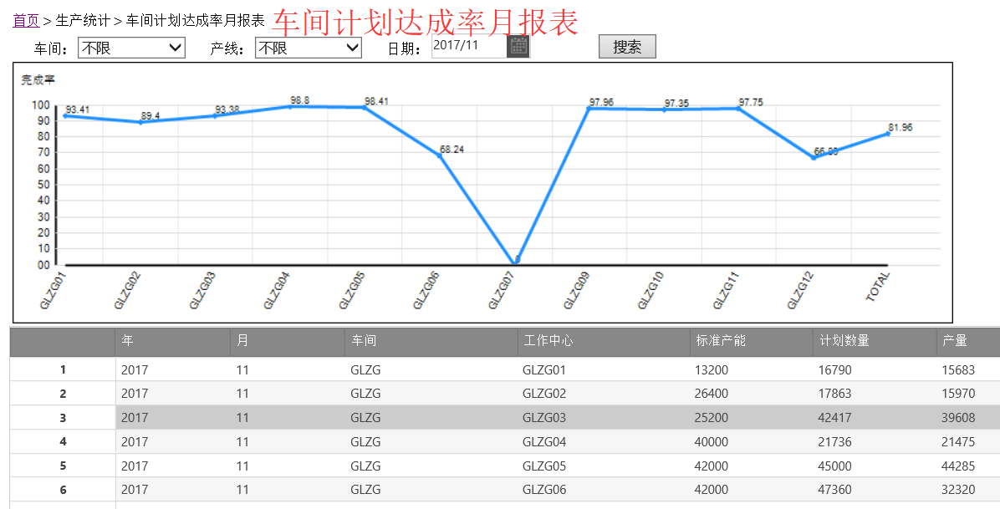 首页 > 生产统计 > 车间计划达成率月报表 车间计划达成率月报表
车间： 不限 产线： 不限 日期： 2017/11 搜索
完成率
93.41 89.4 93.38 98.8 98.41 68.24 0 97.96 97.35 97.75 81.96
100
90
80
70
60
50
40
30
20
10
00
GLZG01 GLZG02 GLZG03 GLZG04 GLZG05 GLZG06 GLZG07 GLZG09 GLZG10 GLZG11 GLZG12 TOTAL
年 月 车间 工作中心 标准产能 计划数量 产量
1 2017 11 GLZG GLZG01 13200 16790 15683
2 2017 11 GLZG GLZG02 26400 17863 15970
3 2017 11 GLZG GLZG03 25200 42417 39608
4 2017 11 GLZG GLZG04 40000 21736 21475
5 2017 11 GLZG GLZG05 42000 45000 44285
6 2017 11 GLZG GLZG06 42000 47360 32320